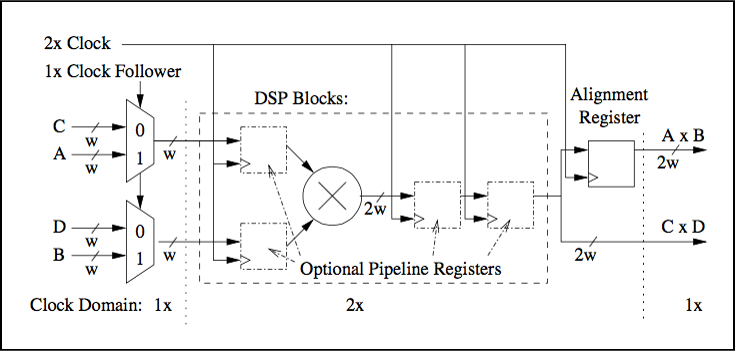 2x Clock
1x Clock Follower
DSP Blocks:
Alignment
Register
C
w
0
A
w
1
w
A x B
2w
2w
D
w
0
B
w
1
w
C x D
2w
Optional Pipeline Registers
Clock Domain: 1x
2x
1x